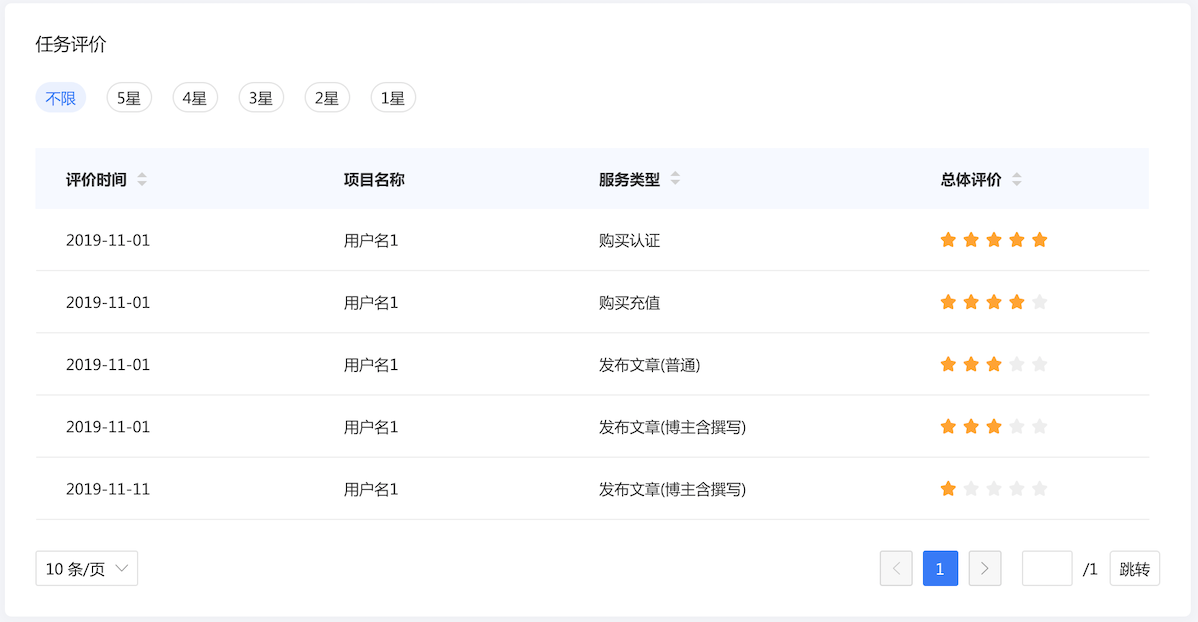 任务评价
不限 5星 4星 3星 2星 1星
评价时间 项目名称 服务类型 总体评价
2019-11-01 用户名1 购买认证
2019-11-01 用户名1 购买充值
2019-11-01 用户名1 发布文章(普通)
2019-11-01 用户名1 发布文章(博主含撰写)
2019-11-11 用户名1 发布文章(博主含撰写)
10 条/页 1 /1 跳转